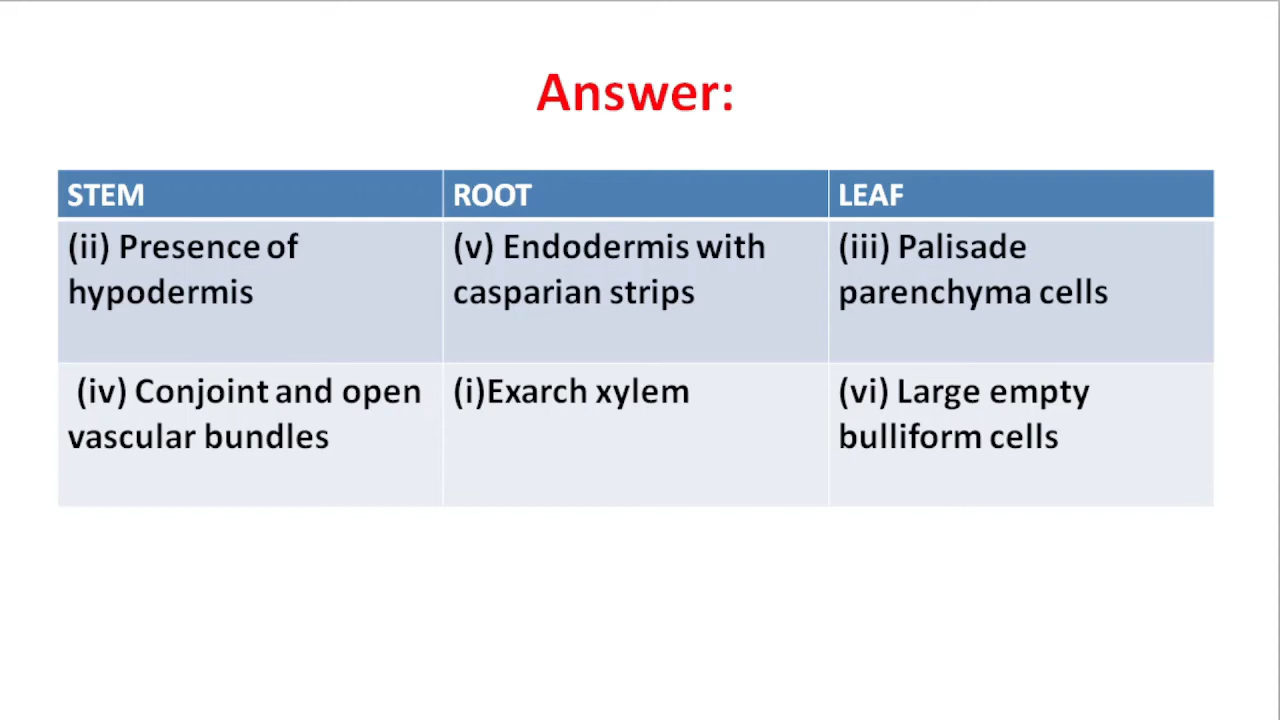 Answer:
STEM
ROOT
LEAF
(ii) Presence of
hypodermis
(v) Endodermis with
casparian strips
(iii) Palisade
parenchyma cells
(iv) Conjoint and open
vascular bundles
(i)Exarch xylem
(vi) Large empty
bulliform cells